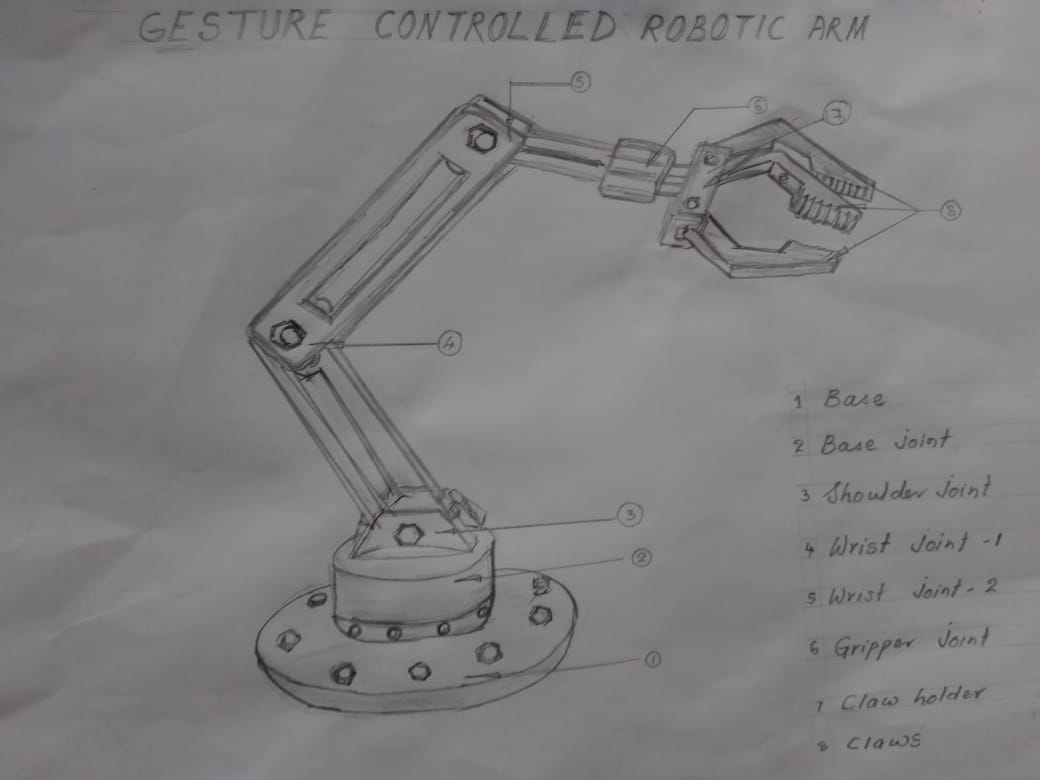 GESTURE CONTROLLED ROBOTIC ARM
5
6
7
8
4
3
2
1
1 Base
2 Base joint
3 Shoulder joint
4 Wrist joint -1
5 Wrist joint - 2
6 Gripper joint
7 Claw holder
8 Claws